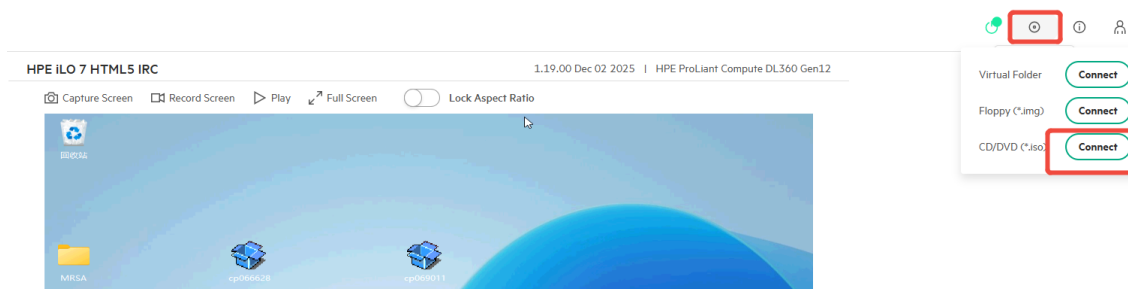 HPE iLO 7 HTML5 IRC
1.19.00 Dec 02 2025 | HPE ProLiant Compute DL360 Gen12
Capture Screen Record Screen Play Full Screen Lock Aspect Ratio
回收站
MRSA cp066626 cp069011
Virtual Folder Connect
Floppy (*.img) Connect
CD/DVD (*.iso) Connect